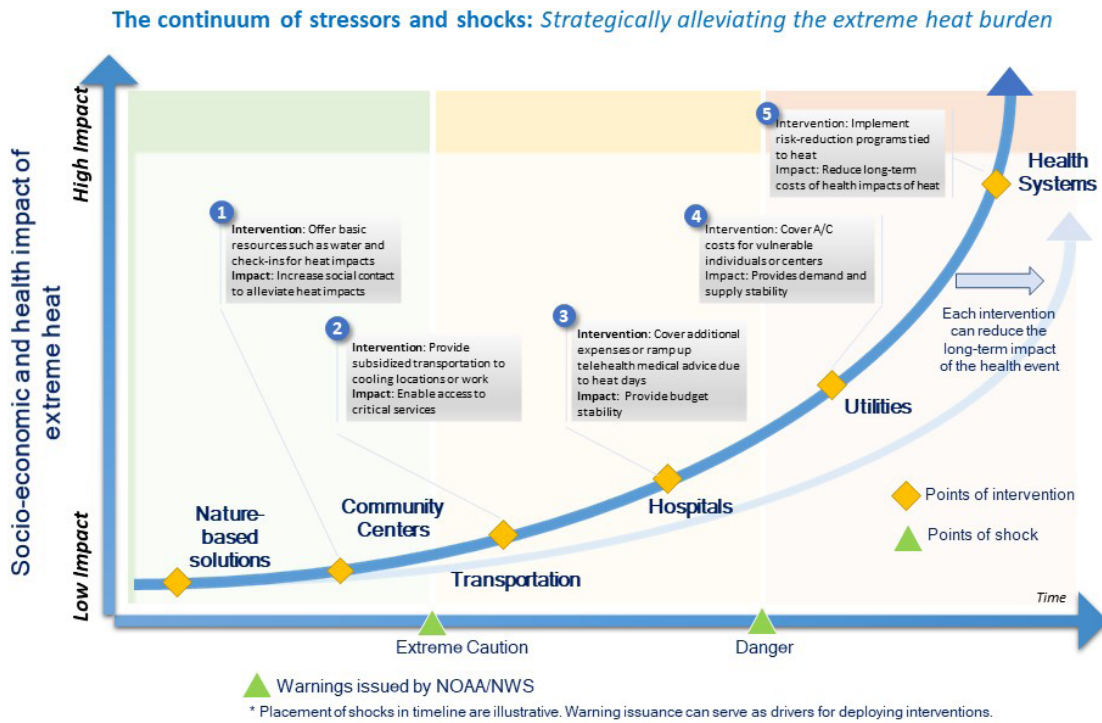 The continuum of stressors and shocks: Strategically alleviating the extreme heat burden
Socio-economic and health impact of
extreme heat
High Impact
Low Impact
1
Intervention: Offer basic
resources such as water and
check-ins for heat impacts
Impact: Increase social contact
to alleviate heat impacts
2
Intervention: Provide
subsidized transportation to
cooling locations or work
Impact: Enable access to
critical services
3
Intervention: Cover additional
expenses or ramp up
telehealth medical advice due
to heat days
Impact: Provide budget
stability
4
Intervention: Cover A/C
costs for vulnerable
individuals or centers
Impact: Provides demand and
supply stability
5
Intervention: Implement
risk-reduction programs tied
to heat
Impact: Reduce long-term
costs of health impacts of heat
Health
Systems
Each intervention
can reduce the
long-term impact
of the health event
Utilities
Hospitals
Community
Centers
Nature-
based
solutions
Transportation
Points of intervention
Points of shock
Time
Extreme Caution
Danger
Warnings issued by NOAA/NWS
* Placement of shocks in timeline are illustrative. Warning issuance can serve as drivers for deploying interventions.